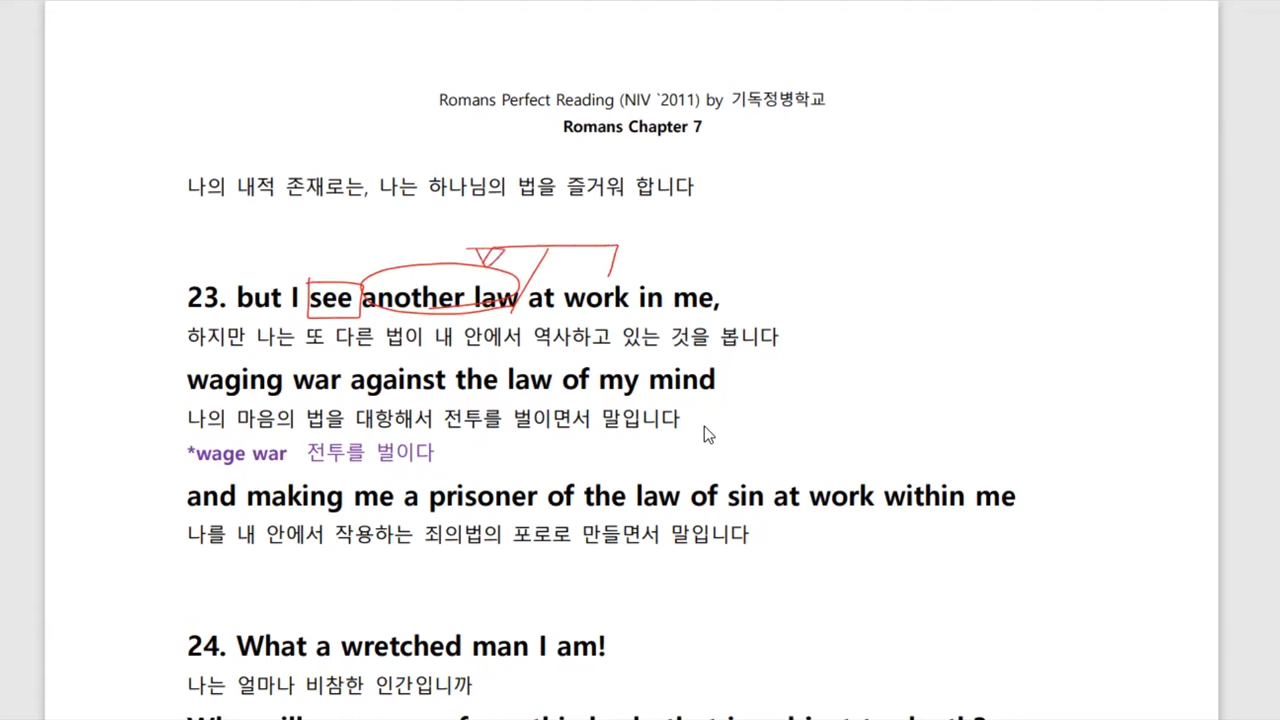 Romans Perfect Reading (NIV `2011) by 기독정병학교
Romans Chapter 7
나의 내적 존재로는, 나는 하나님의 법을 즐거워 합니다
23. but I see another law at work in me,
하지만 나는 또 다른 법이 내 안에서 역사하고 있는 것을 봅니다
waging war against the law of my mind
나의 마음의 법을 대항해서 전투를 벌이면서 말입니다
*wage war 전투를 벌이다
and making me a prisoner of the law of sin at work within me
나를 내 안에서 작용하는 죄의법의 포로로 만들면서 말입니다
24. What a wretched man I am!
나는 얼마나 비참한 인간입니까